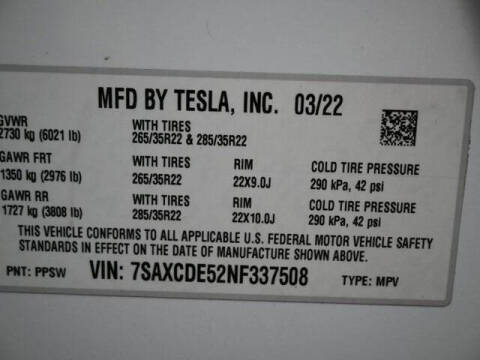 MFD BY TESLA, INC. 03/22
GVWR WITH TIRES
2730 kg (6021 lb) 265/35R22 & 285/35R22
GAWR FRT WITH TIRES RIM COLD TIRE PRESSURE
1350 kg (2976 lb) 265/35R22 22X9.0J 290 kPa, 42 psi
GAWR RR WITH TIRES RIM COLD TIRE PRESSURE
1727 kg (3808 lb) 285/35R22 22X10.0J 290 kPa, 42 psi
THIS VEHICLE CONFORMS TO ALL APPLICABLE U.S. FEDERAL MOTOR VEHICLE SAFETY
STANDARDS IN EFFECT ON THE DATE OF MANUFACTURE SHOWN ABOVE.
PNT: PPSW VIN: 7SAXCDE52NF337508 TYPE: MPV